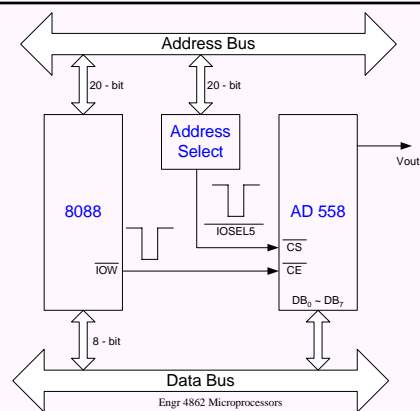 Address Bus
20 - bit
20 - bit
Address
Select
8088
AD 558
Vout
IOSEL5
CS
IOW
CE
DB0 ~ DB7
8 - bit
Data Bus
Engr 4862 Microprocessors